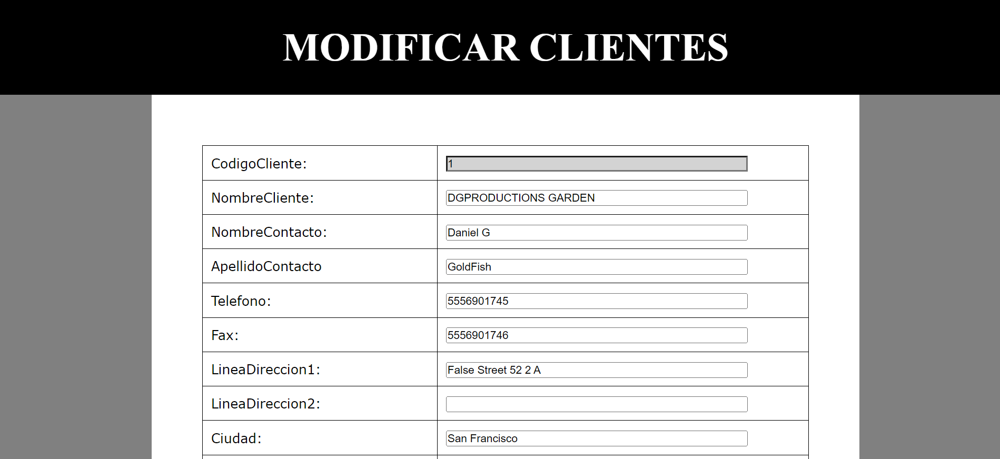 MODIFICAR CLIENTES
CodigoCliente: 1
NombreCliente: DGPRODUCTIONS GARDEN
NombreContacto: Daniel G
ApellidoContacto GoldFish
Telefono: 5556901745
Fax: 5556901746
LineaDireccion1: False Street 52 2 A
LineaDireccion2:
Ciudad: San Francisco